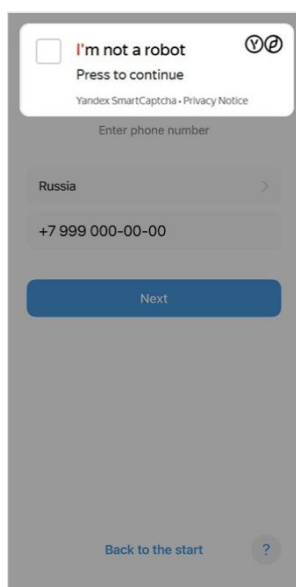 I'm not a robot
Press to continue
Yandex SmartCaptcha • Privacy Notice
Enter phone number
Russia
+7 999 000-00-00
Next
Back to the start
?